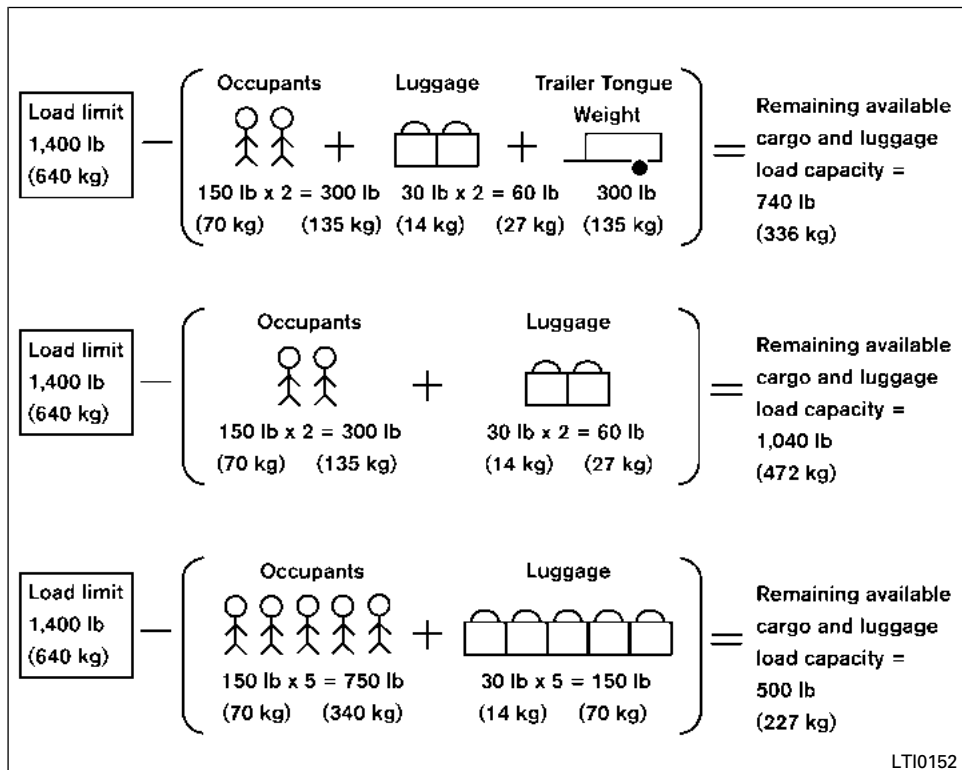 Load limit
1,400 lb
(640 kg)
—
Occupants
+
Luggage
+
Trailer Tongue
Weight
150 lb x 2 = 300 lb
(70 kg) (135 kg)
30 lb x 2 = 60 lb
(14 kg) (27 kg)
300 lb
(135 kg)
=
Remaining available
cargo and luggage
load capacity =
740 lb
(336 kg)
Load limit
1,400 lb
(640 kg)
—
Occupants
+
Luggage
150 lb x 2 = 300 lb
(70 kg) (135 kg)
30 lb x 2 = 60 lb
(14 kg) (27 kg)
=
Remaining available
cargo and luggage
load capacity =
1,040 lb
(472 kg)
Load limit
1,400 lb
(640 kg)
—
Occupants
+
Luggage
150 lb x 5 = 750 lb
(70 kg) (340 kg)
30 lb x 5 = 150 lb
(14 kg) (70 kg)
=
Remaining available
cargo and luggage
load capacity =
500 lb
(227 kg)
LTI0152